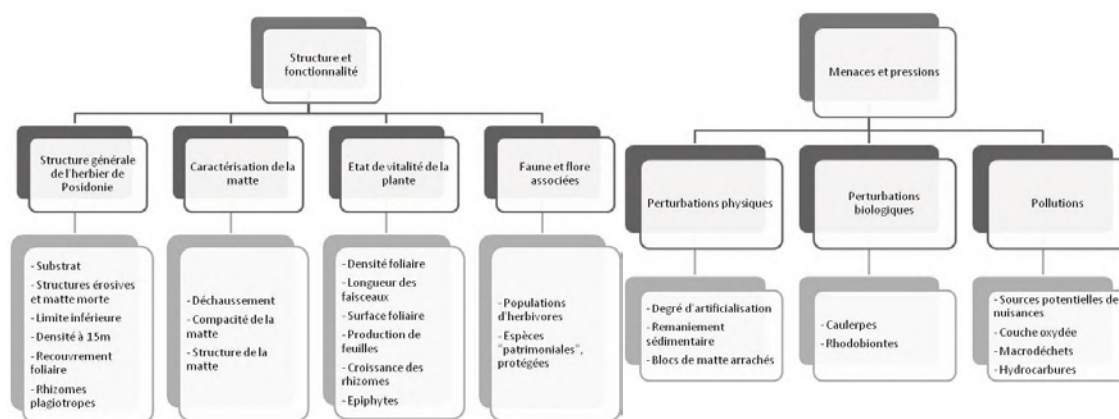 Structure et
fonctionnalité
Structure générale
de l'herbier de
Posidonie
Caractérisation de la
matte
Etat de vitalité de la
plante
Faune et flore
associées
- Substrat
- Structures érosives
et matte morte
- Limite inférieure
- Densité à 15m
- Recouvrement
foliaire
- Rhizomes
plagiotropes
- Déchaussement
- Compacité de la
matte
- Structure de la
matte
- Densité foliaire
- Longueur des
faisceaux
- Surface foliaire
- Production de
feuilles
- Croissance des
rhizomes
- Epiphytes
- Populations
d'herbivores
- Espèces
"patrimoniales",
protégées
Menaces et pressions
Perturbations physiques
Perturbations
biologiques
Pollutions
- Degré d'artificialisation
- Remaniement
sédimentaire
- Blocs de matte arrachés
- Caulerpes
- Rhodobiontes
- Sources potentielles de
nuisances
- Couche oxydée
- Macrodéchets
- Hydrocarbures